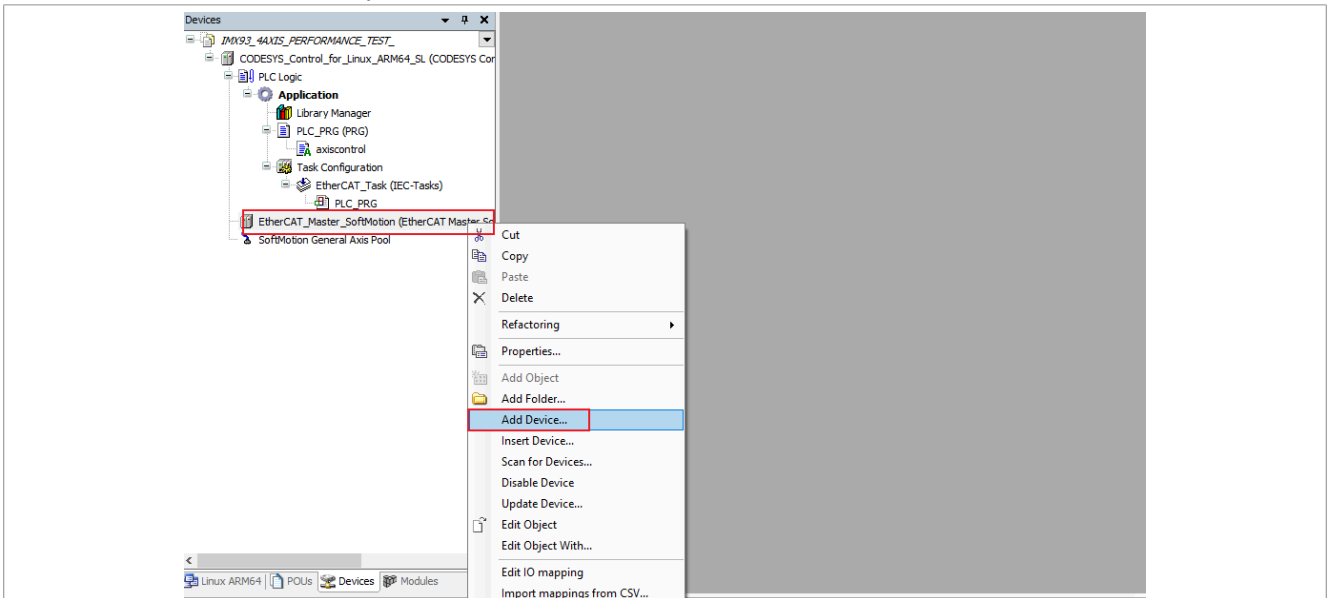 Devices
IMX93_4AXIS_PERFORMANCE_TEST_
CODESYS_Control_for_Linux_ARM64_SL (CODESYS Cor
PLC Logic
Application
Library Manager
PLC_PRG (PRG)
axiscontrol
Task Configuration
EtherCAT_Task (IEC-Tasks)
PLC_PRG
EtherCAT_Master_SoftMotion (EtherCAT Master So
SoftMotion General Axis Pool
Cut
Copy
Paste
Delete
Refactoring
Properties...
Add Object
Add Folder...
Add Device...
Insert Device...
Scan for Devices...
Disable Device
Update Device...
Edit Object
Edit Object With...
Edit IO mapping
Import mappings from CSV...
Linux ARM64 POUs Devices Modules